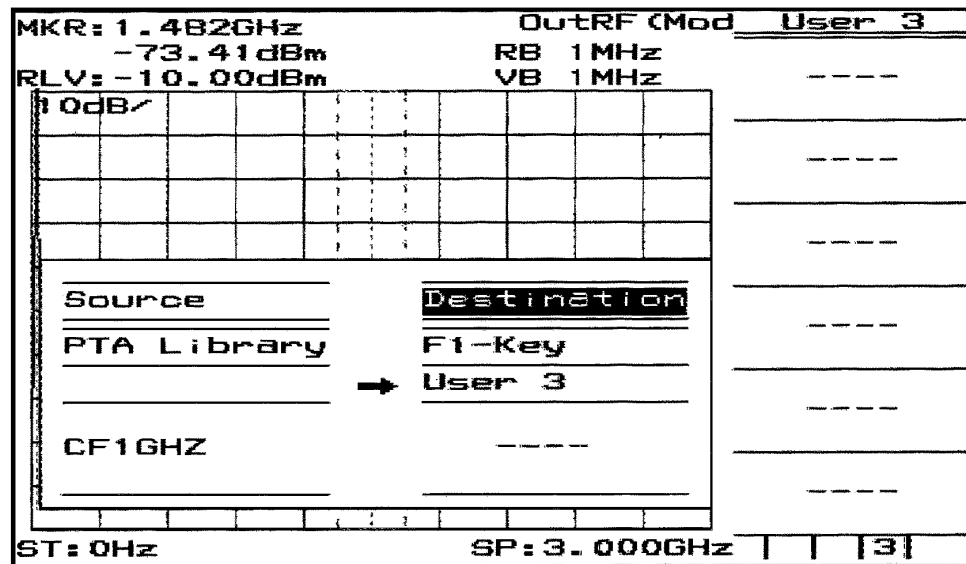 MKR:1.482GHz OutRF(Mod User 3
-73.41dBm RB 1MHz
RLV:-10.00dBm VB 1MHz
----
10dB/
----
----
Source Destination
PTA Library F1-Key
----
User 3
CF1GHZ ----
----
----
ST:0Hz SP:3.000GHz 3